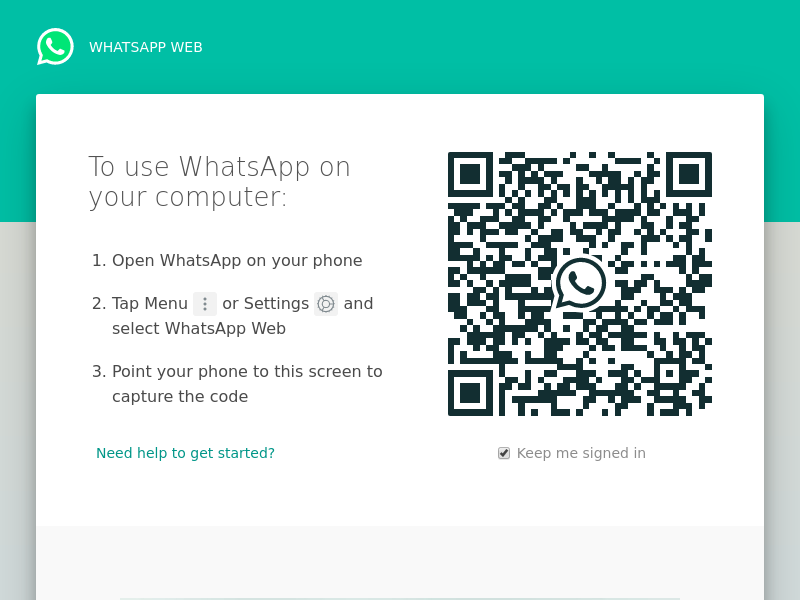 WHATSAPP WEB
To use WhatsApp on
your computer:
1. Open WhatsApp on your phone
2. Tap Menu or Settings and
select WhatsApp Web
3. Point your phone to this screen to
capture the code
Need help to get started?
Keep me signed in